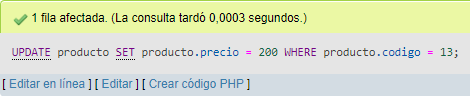 1 fila afectada. (La consulta tardó 0,0003 segundos.)
UPDATE producto SET producto.precio = 200 WHERE producto.codigo = 13;
[ Editar en línea ] [ Editar ] [ Crear código PHP ]